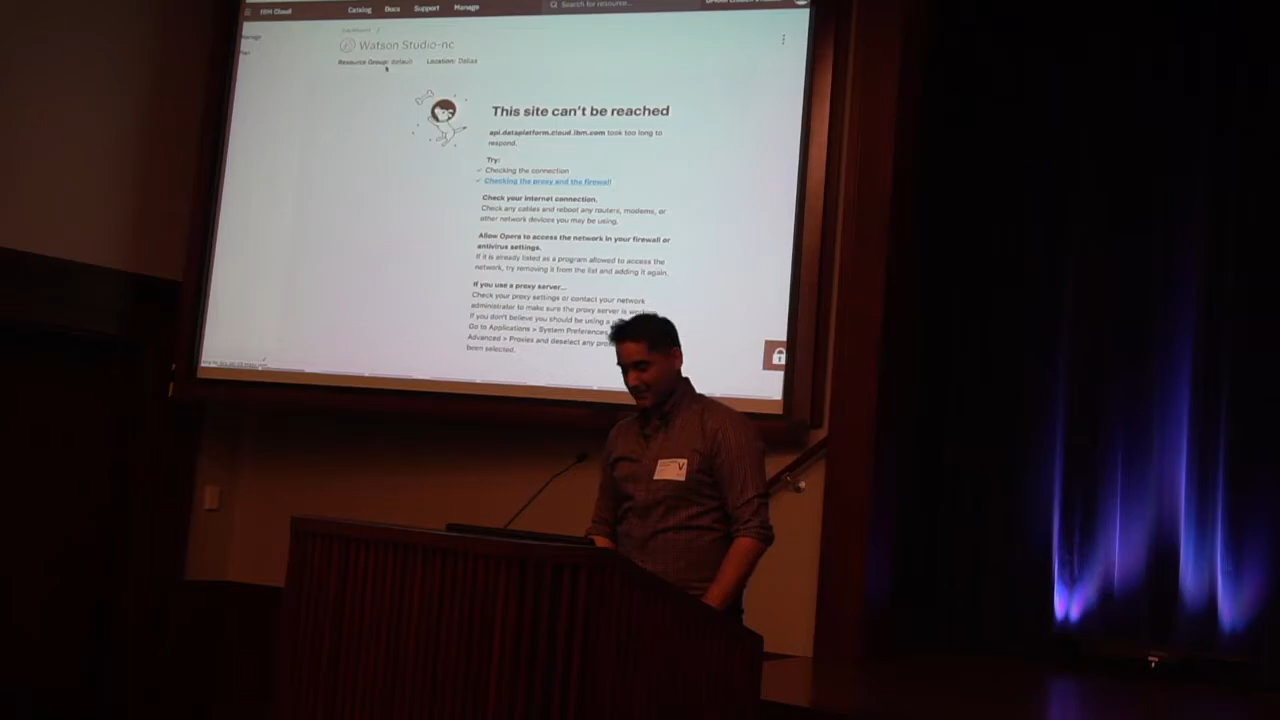 IBM Cloud
Catalog Docs Support Manage
Search for resource...
Manage
Plan
Dashboard /
Watson Studio-nc
Resource Group: default Location: Dallas
This site can't be reached
api.dataplatform.cloud.ibm.com took too long to
respond.
Try:
Checking the connection
Checking the proxy and the firewall
Check your internet connection.
Check any cables and reboot any routers, modems, or
other network devices you may be using.
Allow Opera to access the network in your firewall or
antivirus settings.
If it is already listed as a program allowed to access the
network, try removing it from the list and adding it again.
If you use a proxy server...
Check your proxy settings or contact your network
administrator to make sure the proxy server is working.
If you don't believe you should be using a
Go to Applications > System Preferences
Advanced > Proxies and deselect any
been selected.
V